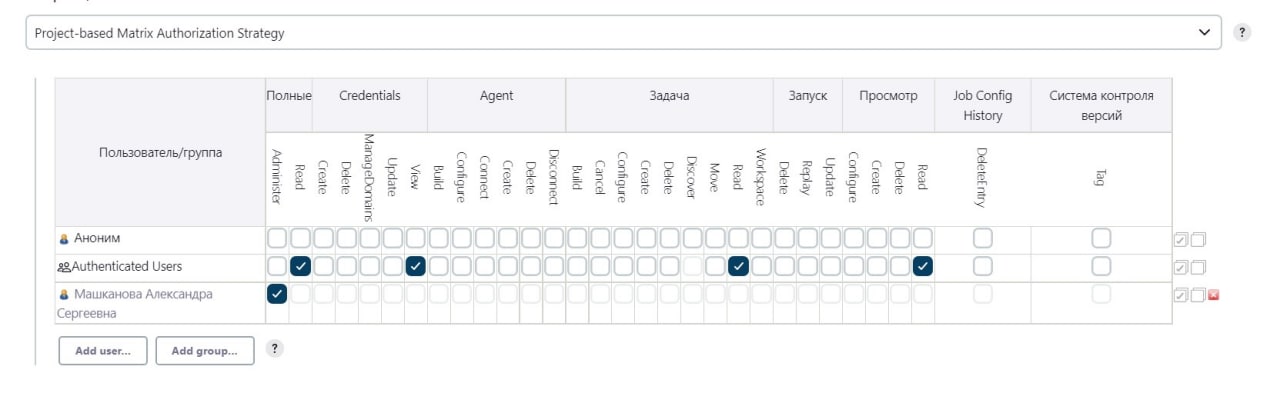 Project-based Matrix Authorization Strategy
?
Пользователь/группа
Полные
Credentials
Agent
Задача
Запуск
Просмотр
Job Config
History
Система контроля
версий
Administer
Read
Create
Delete
ManageDomains
Update
View
Build
Configure
Connect
Create
Delete
Disconnect
Build
Cancel
Configure
Create
Delete
Discover
Move
Read
Workspace
Delete
Replay
Update
Configure
Create
Delete
Read
DeleteEntry
Tag
Аноним
Authenticated Users
Машканова Александра
Сергеевна
Add user...
Add group...
?